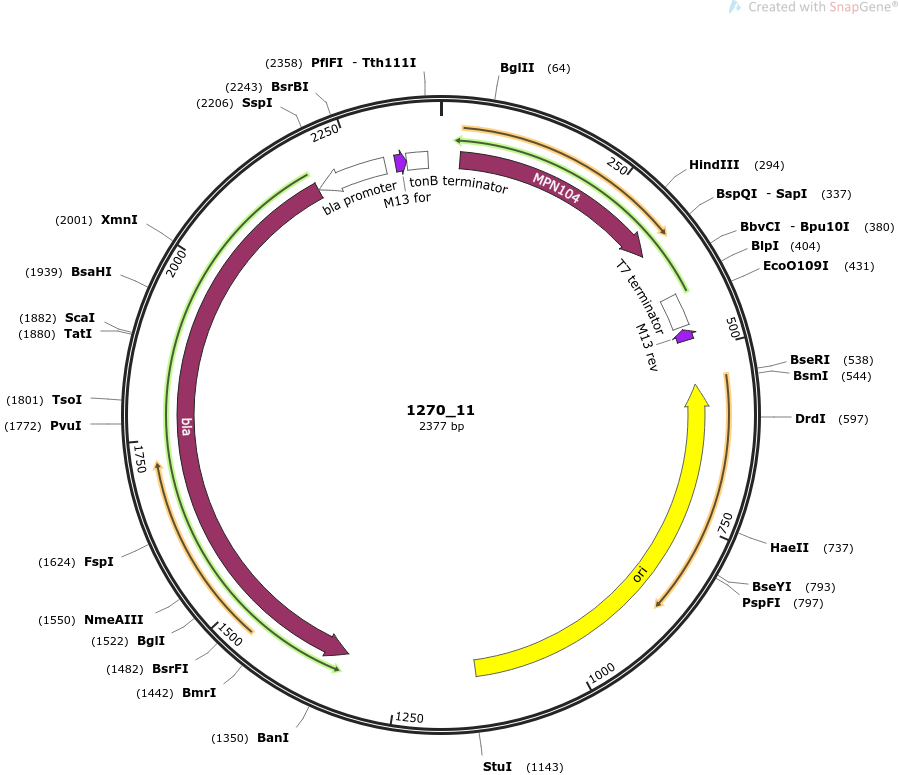 Created with SnapGene®
(2358) PflFI - Tth111I
BglII (64)
(2243) BsrBI
(2206) SspI
2250
250
HindIII (294)
BspQI - SapI (337)
BbvCI - Bpu10I (380)
BlpI (404)
EcoO109I (431)
bla promoter
M13 for
tonB terminator
MPN104
(2001) XmnI
2000
(1939) BsaHI
(1882) ScaI
(1880) TatI
T7 terminator
M13 rev
500
BseRI (538)
BsmI (544)
(1801) TsoI
(1772) PvuI
bla
1270_11
2377 bp
DrdI (597)
1750
750
HaeII (737)
(1624) FspI
ori
BseYI (793)
PspFI (797)
(1550) NmeAIII
(1522) BglI
1500
(1482) BsrFI
(1442) BmrI
1000
(1350) BanI
1250
StuI (1143)